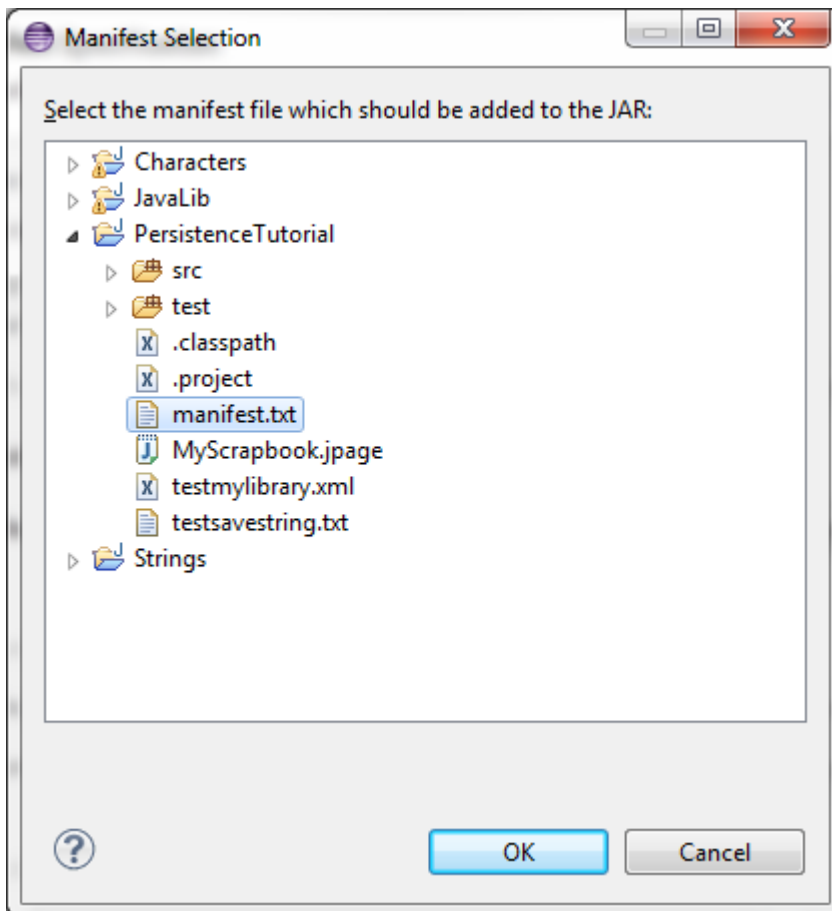 Manifest Selection
Select the manifest file which should be added to the JAR:
Characters
JavaLib
PersistenceTutorial
src
test
.classpath
.project
manifest.txt
MyScrapbook.jpage
testmylibrary.xml
testsavestring.txt
Strings
OK Cancel